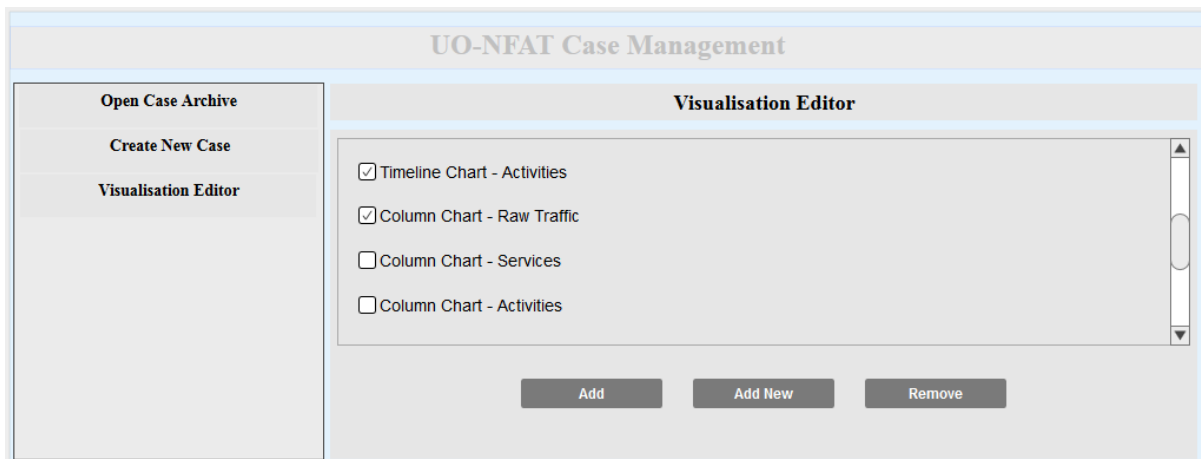 UO-NFAT Case Management
Open Case Archive
Create New Case
Visualisation Editor
Visualisation Editor
Timeline Chart - Activities
Column Chart - Raw Traffic
Column Chart - Services
Column Chart - Activities
Add
Add New
Remove